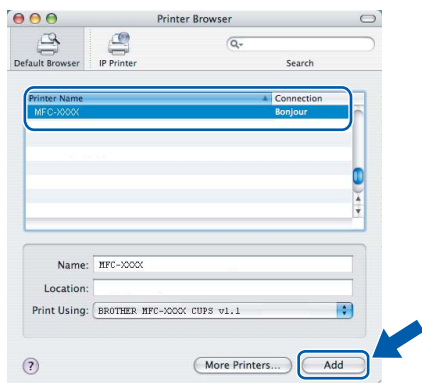 Printer Browser
Default Browser IP Printer Search
Printer Name Connection
MFC-XXXX Bonjour
Name: MFC-XXXX
Location:
Print Using: BROTHER MFC-XXXX CUPS v1.1
? More Printers... Add